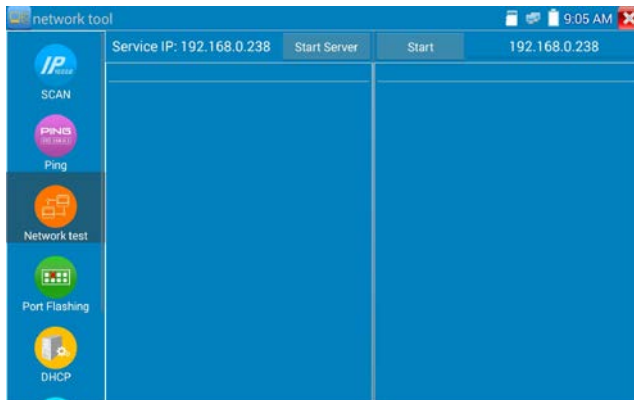 network tool
9:05 AM
Service IP: 192.168.0.238
Start Server
Start
192.168.0.238
IP
SCAN
PING
Ping
Network test
Port Flashing
DHCP